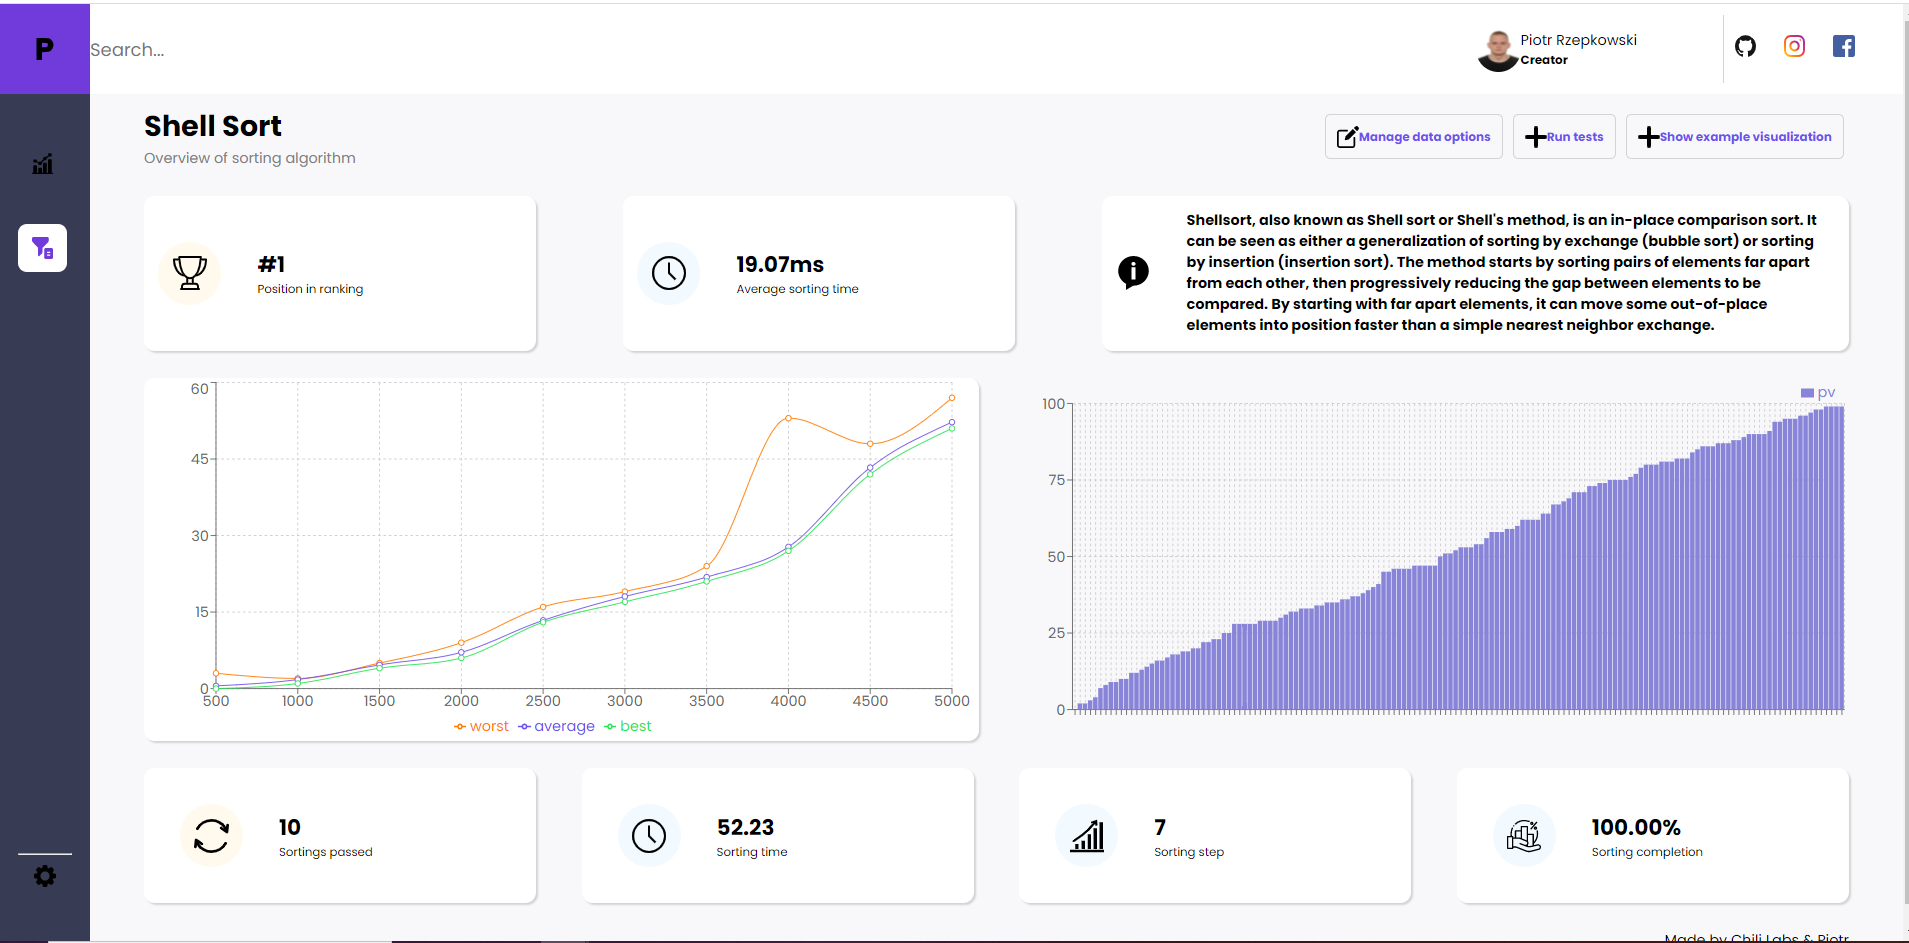 P
Search...
Piotr Rzepkowski
Creator
Shell Sort
Overview of sorting algorithm
Manage data options
Run tests
Show example visualization
#1
Position in ranking
19.07ms
Average sorting time
Shellsort, also known as Shell sort or Shell's method, is an in-place comparison sort. It
can be seen as either a generalization of sorting by exchange (bubble sort) or sorting
by insertion (insertion sort). The method starts by sorting pairs of elements far apart
from each other, then progressively reducing the gap between elements to be
compared. By starting with far apart elements, it can move some out-of-place
elements into position faster than a simple nearest neighbor exchange.
60
45
30
15
0
500 1000 1500 2000 2500 3000 3500 4000 4500 5000
worst average best
pv
100
75
50
25
0
10
Sortings passed
52.23
Sorting time
7
Sorting step
100.00%
Sorting completion
Made by Chili Labs & Piotr